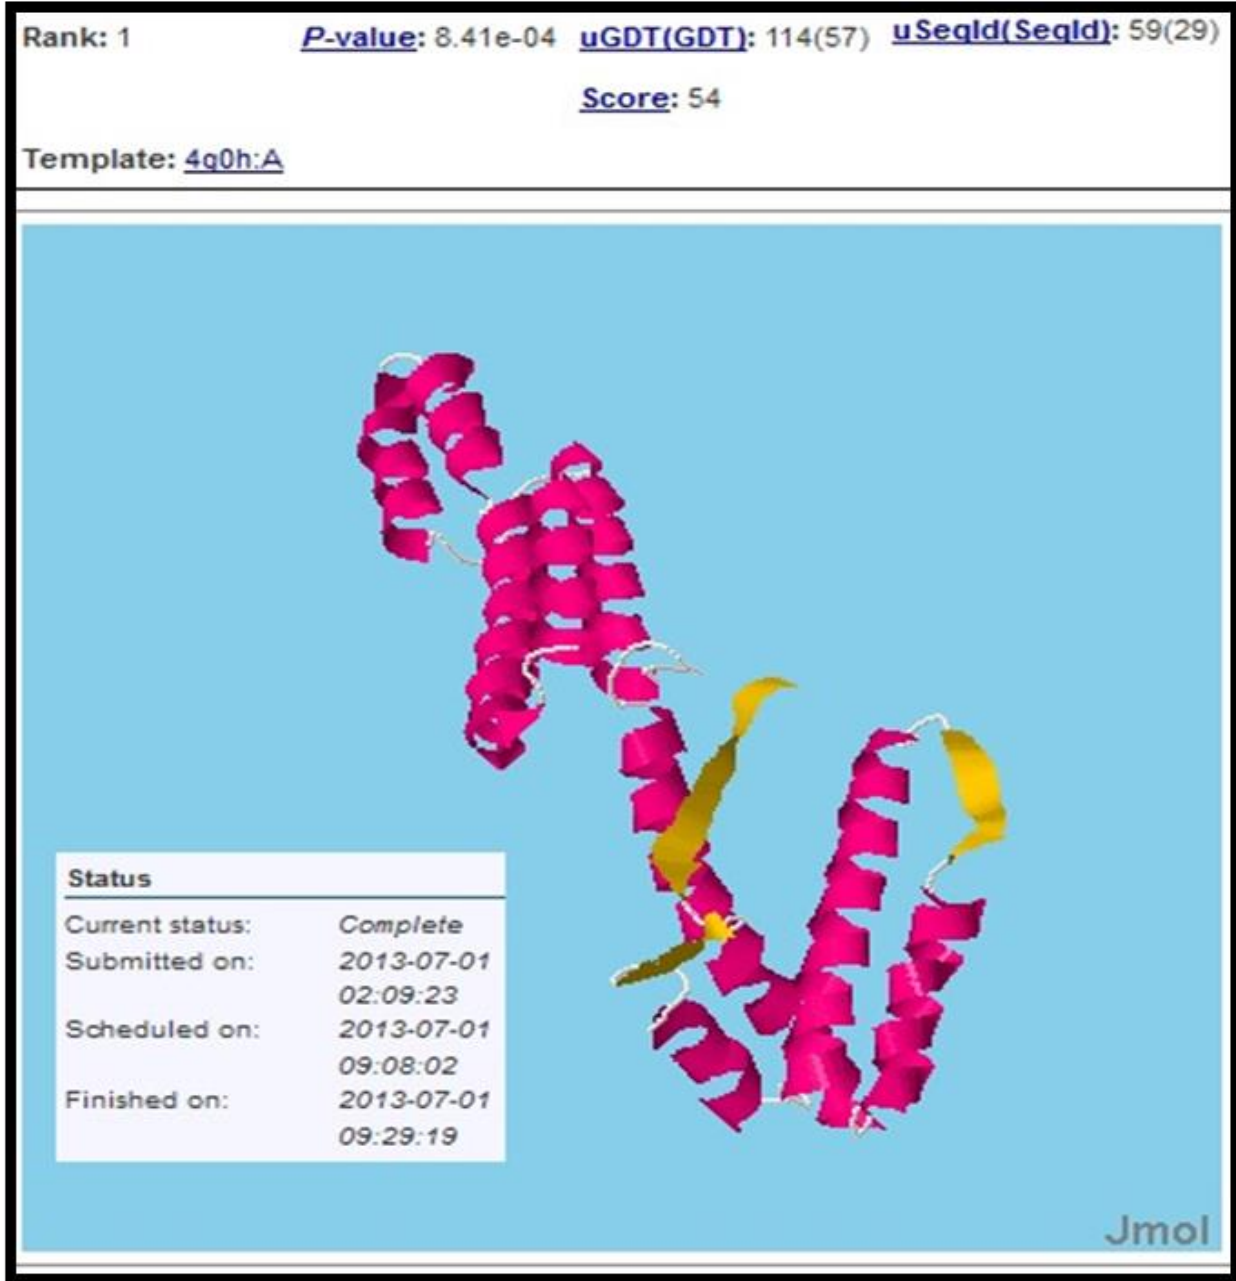 Rank: 1 P-value: 8.41e-04 uGDT(GDT): 114(57) uSeqId(SeqId): 59(29)
Score: 54
Template: 4g0h:A
Status
Current status: Complete
Submitted on: 2013-07-01
02:09:23
Scheduled on: 2013-07-01
09:08:02
Finished on: 2013-07-01
09:29:19
Jmol